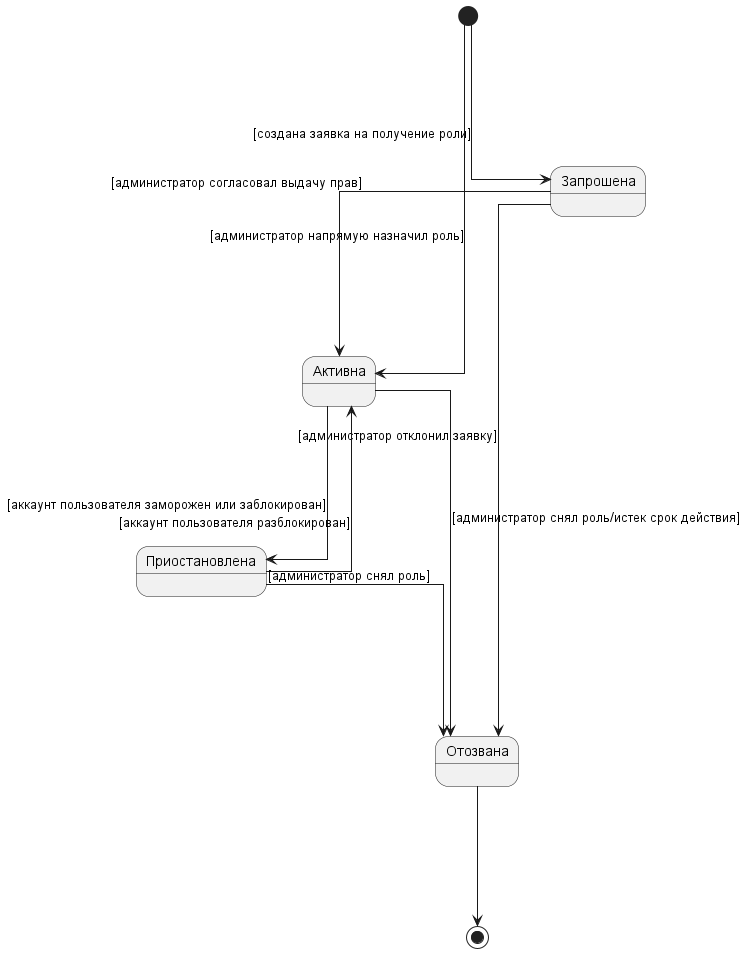 [создана заявка на получение роли]
Запрошена
[администратор согласовал выдачу прав]
[администратор напрямую назначил роль]
Активна
[администратор отклонил заявку]
[аккаунт пользователя заморожен или заблокирован]
[администратор снял роль/истек срок действия]
[аккаунт пользователя разблокирован]
Приостановлена
[администратор снял роль]
Отозвана